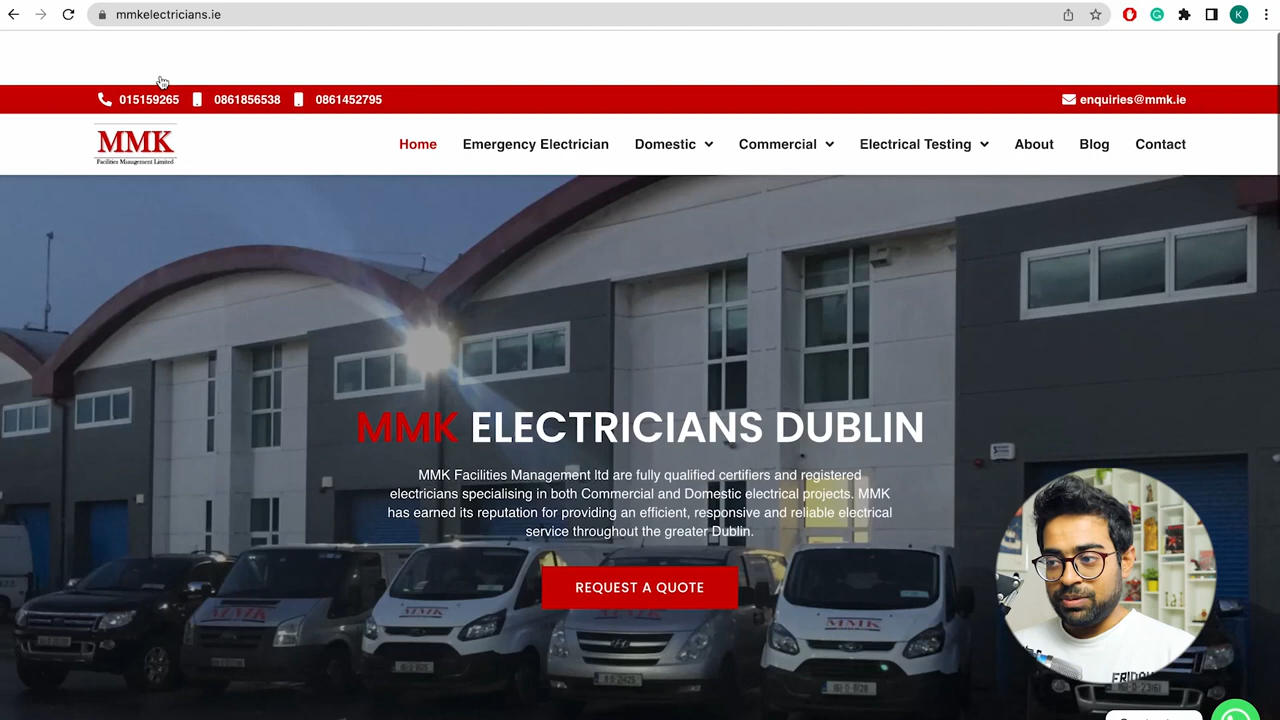 mmkelectricians.ie
K
015159265 0861856538 0861452795 enquiries@mmk.ie
MMK
Facilities Management Limited
Home Emergency Electrician Domestic Commercial Electrical Testing About Blog Contact
MMK ELECTRICIANS DUBLIN
MMK Facilities Management ltd are fully qualified certifiers and registered
electricians specialising in both Commercial and Domestic electrical projects. MMK
has earned its reputation for providing an efficient, responsive and reliable electrical
service throughout the greater Dublin.
REQUEST A QUOTE
MMK
MMK
MMK